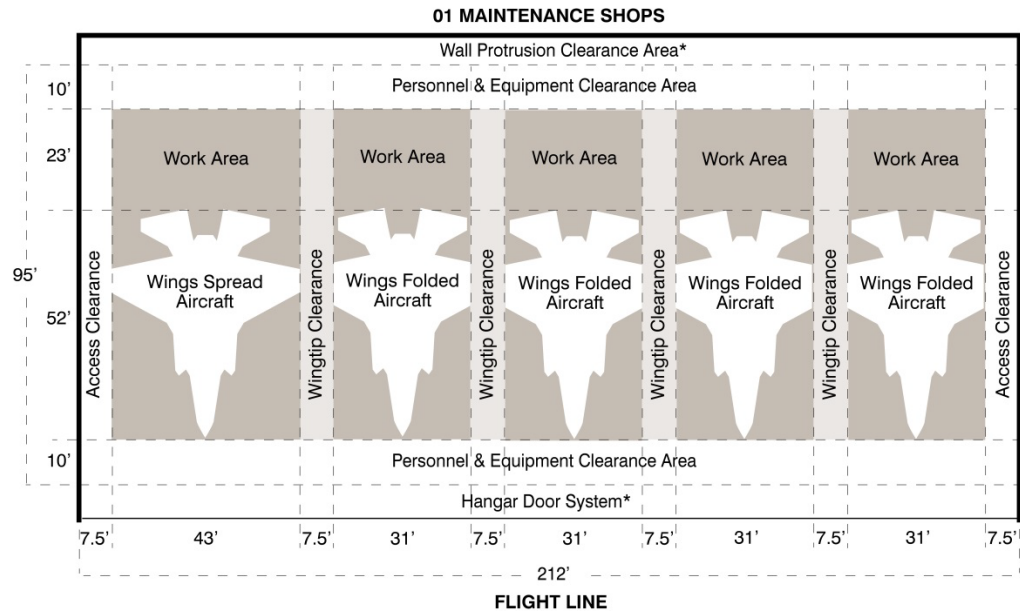 01 MAINTENANCE SHOPS
Wall Protrusion Clearance Area*
10’
Personnel & Equipment Clearance Area
23’
Work Area
Work Area
Work Area
Work Area
Work Area
95’
52’
Access Clearance
Wings Spread
Aircraft
Wingtip Clearance
Wings Folded
Aircraft
Wingtip Clearance
Wings Folded
Aircraft
Wingtip Clearance
Wings Folded
Aircraft
Wingtip Clearance
Wings Folded
Aircraft
Access Clearance
10’
Personnel & Equipment Clearance Area
Hangar Door System*
7.5’ 43’ 7.5’ 31’ 7.5’ 31’ 7.5’ 31’ 7.5’ 31’ 7.5’
212’
FLIGHT LINE